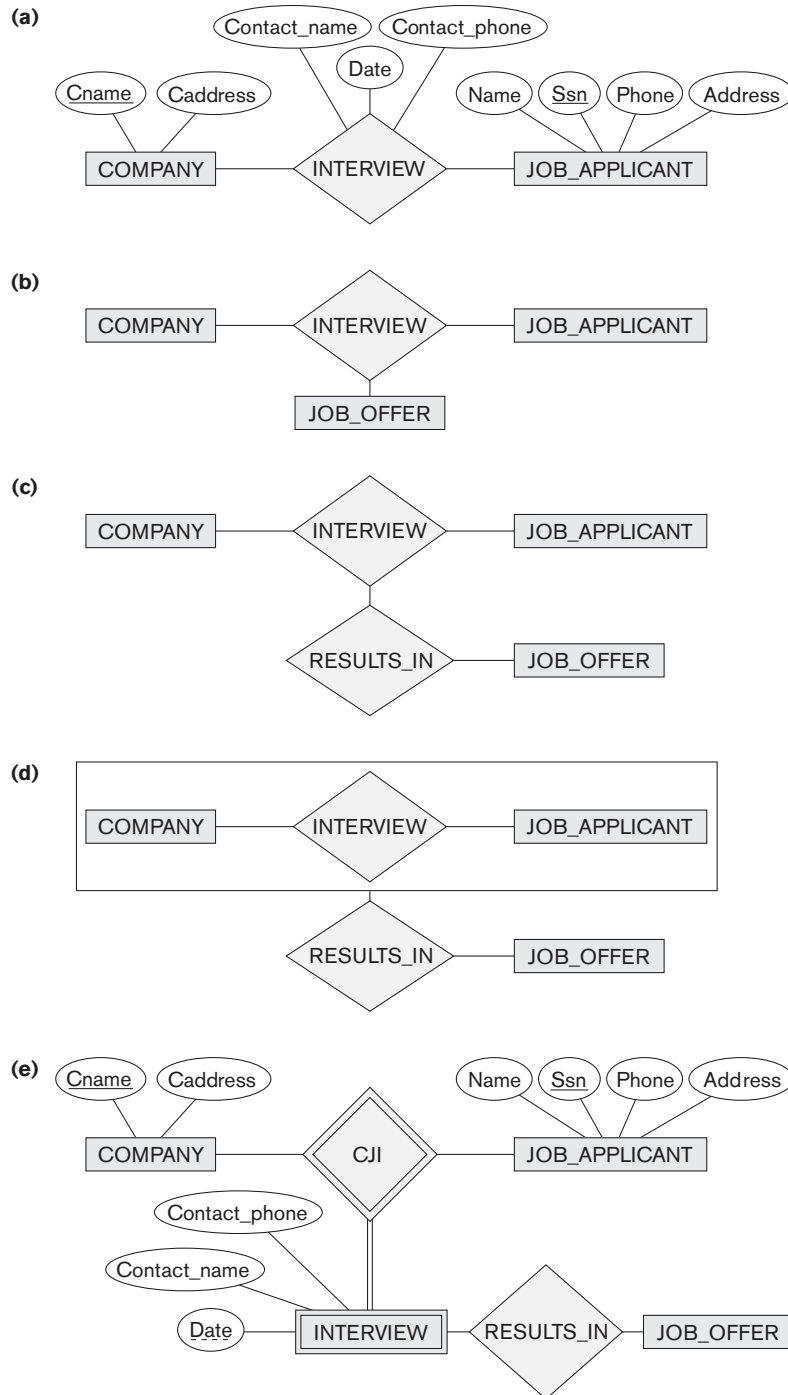 (a)
Contact_name Contact_phone
Date
Cname Caddress Name Ssn Phone Address
COMPANY INTERVIEW JOB_APPLICANT
(b)
COMPANY INTERVIEW JOB_APPLICANT
JOB_OFFER
(c)
COMPANY INTERVIEW JOB_APPLICANT
RESULTS_IN JOB_OFFER
(d)
COMPANY INTERVIEW JOB_APPLICANT
RESULTS_IN JOB_OFFER
(e)
Cname Caddress Name Ssn Phone Address
COMPANY CJI JOB_APPLICANT
Contact_phone
Contact_name
Date INTERVIEW RESULTS_IN JOB_OFFER